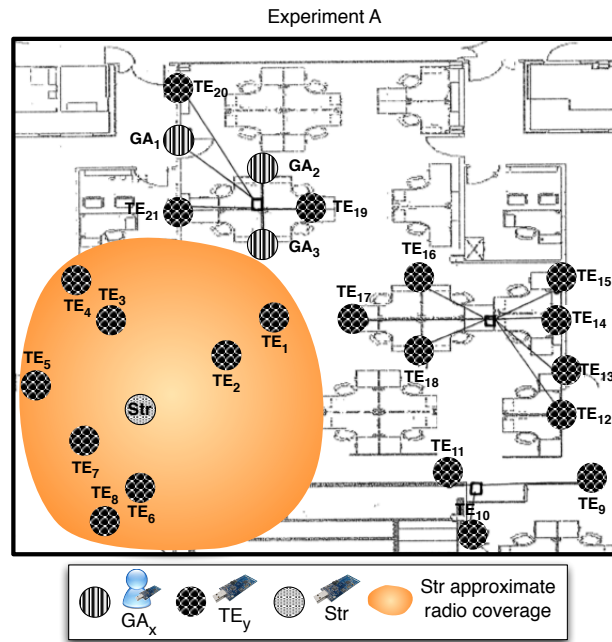 Experiment A
TE20
GA1
GA2
TE21
TE19
GA3
TE16
TE15
TE4
TE3
TE17
TE14
TE1
TE2
TE5
TE18
TE13
Str
TE12
TE7
TE11
TE8
TE6
TE9
TE10
GAx
TEy
Str
Str approximate
radio coverage